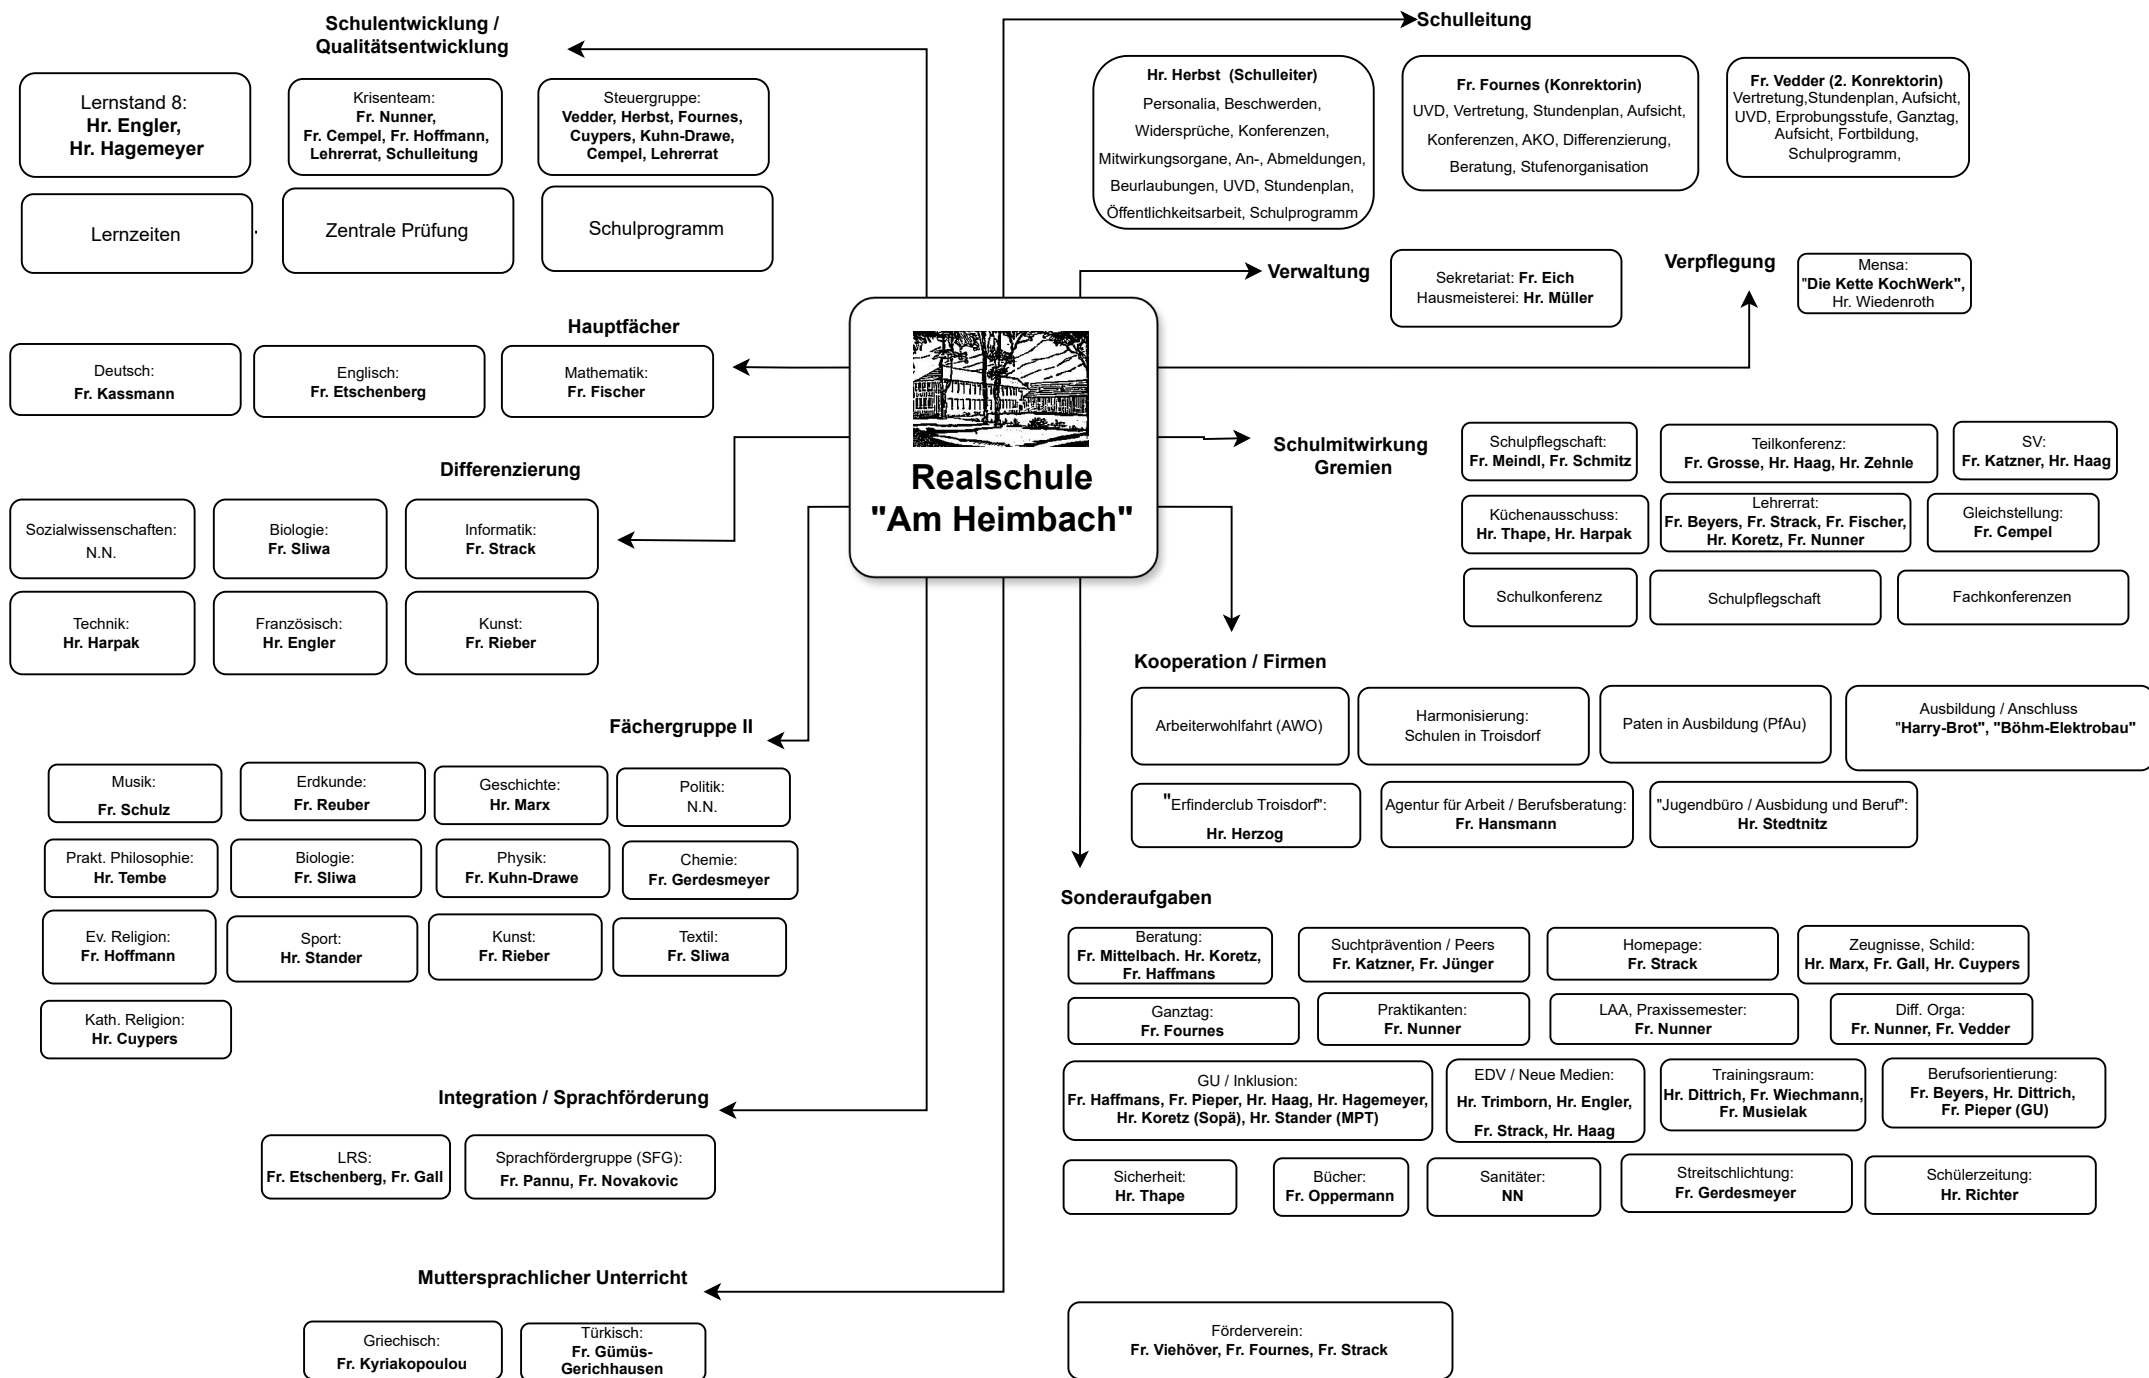 Schulentwicklung /
Qualitätsentwicklung
Lernstand 8:
Hr. Engler,
Hr. Hagemeyer
Krisenteam:
Fr. Nunner,
Fr. Cempel, Fr. Hoffmann,
Lehrerrat, Schulleitung
Steuergruppe:
Vedder, Herbst, Fournes,
Cuypers, Kuhn-Drawe,
Cempel, Lehrerrat
Lernzeiten
Zentrale Prüfung
Schulprogramm
Schulleitung
Hr. Herbst (Schulleiter)
Personalia, Beschwerden,
Widersprüche, Konferenzen,
Mitwirkungsorgane, An-, Abmeldungen,
Beurlaubungen, UVD, Stundenplan,
Öffentlichkeitsarbeit, Schulprogramm
Fr. Fournes (Konrektorin)
UVD, Vertretung, Stundenplan, Aufsicht,
Konferenzen, AKO, Differenzierung,
Beratung, Stufenorganisation
Fr. Vedder (2. Konrektorin)
Vertretung,Stundenplan, Aufsicht,
UVD, Erprobungsstufe, Ganztag,
Aufsicht, Fortbildung,
Schulprogramm,
Verwaltung
Sekretariat: Fr. Eich
Hausmeisterei: Hr. Müller
Verpflegung
Mensa:
"Die Kette KochWerk",
Hr. Wiedenroth
Realschule
"Am Heimbach"
Hauptfächer
Deutsch:
Fr. Kassmann
Englisch:
Fr. Etschenberg
Mathematik:
Fr. Fischer
Differenzierung
Sozialwissenschaften:
N.N.
Biologie:
Fr. Sliwa
Informatik:
Fr. Strack
Technik:
Hr. Harpak
Französisch:
Hr. Engler
Kunst:
Fr. Rieber
Schulmitwirkung
Gremien
Schulpflegschaft:
Fr. Meindl, Fr. Schmitz
Teilkonferenz:
Fr. Grosse, Hr. Haag, Hr. Zehnle
SV:
Fr. Katzner, Hr. Haag
Küchenausschuss:
Hr. Thape, Hr. Harpak
Lehrerrat:
Fr. Beyers, Fr. Strack, Fr. Fischer,
Hr. Koretz, Fr. Nunner
Gleichstellung:
Fr. Cempel
Schulkonferenz
Schulpflegschaft
Fachkonferenzen
Fächergruppe II
Musik:
Fr. Schulz
Erdkunde:
Fr. Reuber
Geschichte:
Hr. Marx
Politik:
N.N.
Prakt. Philosophie:
Hr. Tembe
Biologie:
Fr. Sliwa
Physik:
Fr. Kuhn-Drawe
Chemie:
Fr. Gerdesmeyer
Ev. Religion:
Fr. Hoffmann
Sport:
Hr. Stander
Kunst:
Fr. Rieber
Textil:
Fr. Sliwa
Kath. Religion:
Hr. Cuypers
Kooperation / Firmen
Arbeiterwohlfahrt (AWO)
Harmonisierung:
Schulen in Troisdorf
Paten in Ausbildung (PfAu)
Ausbildung / Anschluss
"Harry-Brot", "Böhm-Elektrobau"
"Erfinderclub Troisdorf":
Hr. Herzog
Agentur für Arbeit / Berufsberatung:
Fr. Hansmann
"Jugendbüro / Ausbidung und Beruf":
Hr. Stedtnitz
Sonderaufgaben
Beratung:
Fr. Mittelbach. Hr. Koretz,
Fr. Haffmans
Suchtprävention / Peers
Fr. Katzner, Fr. Jünger
Homepage:
Fr. Strack
Zeugnisse, Schild:
Hr. Marx, Fr. Gall, Hr. Cuypers
Ganztag:
Fr. Fournes
Praktikanten:
Fr. Nunner
LAA, Praxissemester:
Fr. Nunner
Diff. Orga:
Fr. Nunner, Fr. Vedder
GU / Inklusion:
Fr. Haffmans, Fr. Pieper, Hr. Haag, Hr. Hagemeyer,
Hr. Koretz (Sopä), Hr. Stander (MPT)
EDV / Neue Medien:
Hr. Trimborn, Hr. Engler,
Fr. Strack, Hr. Haag
Trainingsraum:
Hr. Dittrich, Fr. Wiechmann,
Fr. Musielak
Berufsorientierung:
Fr. Beyers, Hr. Dittrich,
Fr. Pieper (GU)
Sicherheit:
Hr. Thape
Bücher:
Fr. Oppermann
Sanitäter:
NN
Streitschlichtung:
Fr. Gerdesmeyer
Schülerzeitung:
Hr. Richter
Integration / Sprachförderung
LRS:
Fr. Etschenberg, Fr. Gall
Sprachfördergruppe (SFG):
Fr. Pannu, Fr. Novakovic
Muttersprachlicher Unterricht
Griechisch:
Fr. Kyriakopoulou
Türkisch:
Fr. Gümüs-
Gerichhausen
Förderverein:
Fr. Viehöver, Fr. Fournes, Fr. Strack